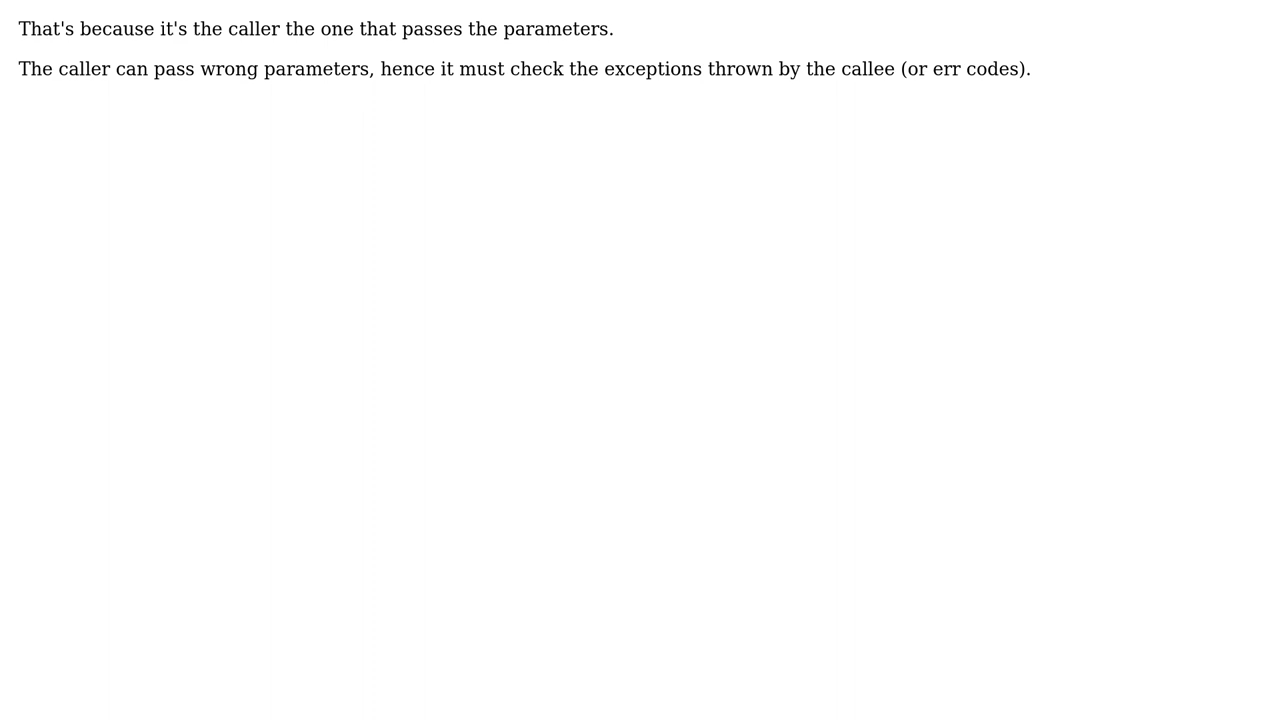 That's because it's the caller the one that passes the parameters.
The caller can pass wrong parameters, hence it must check the exceptions thrown by the callee (or err codes).